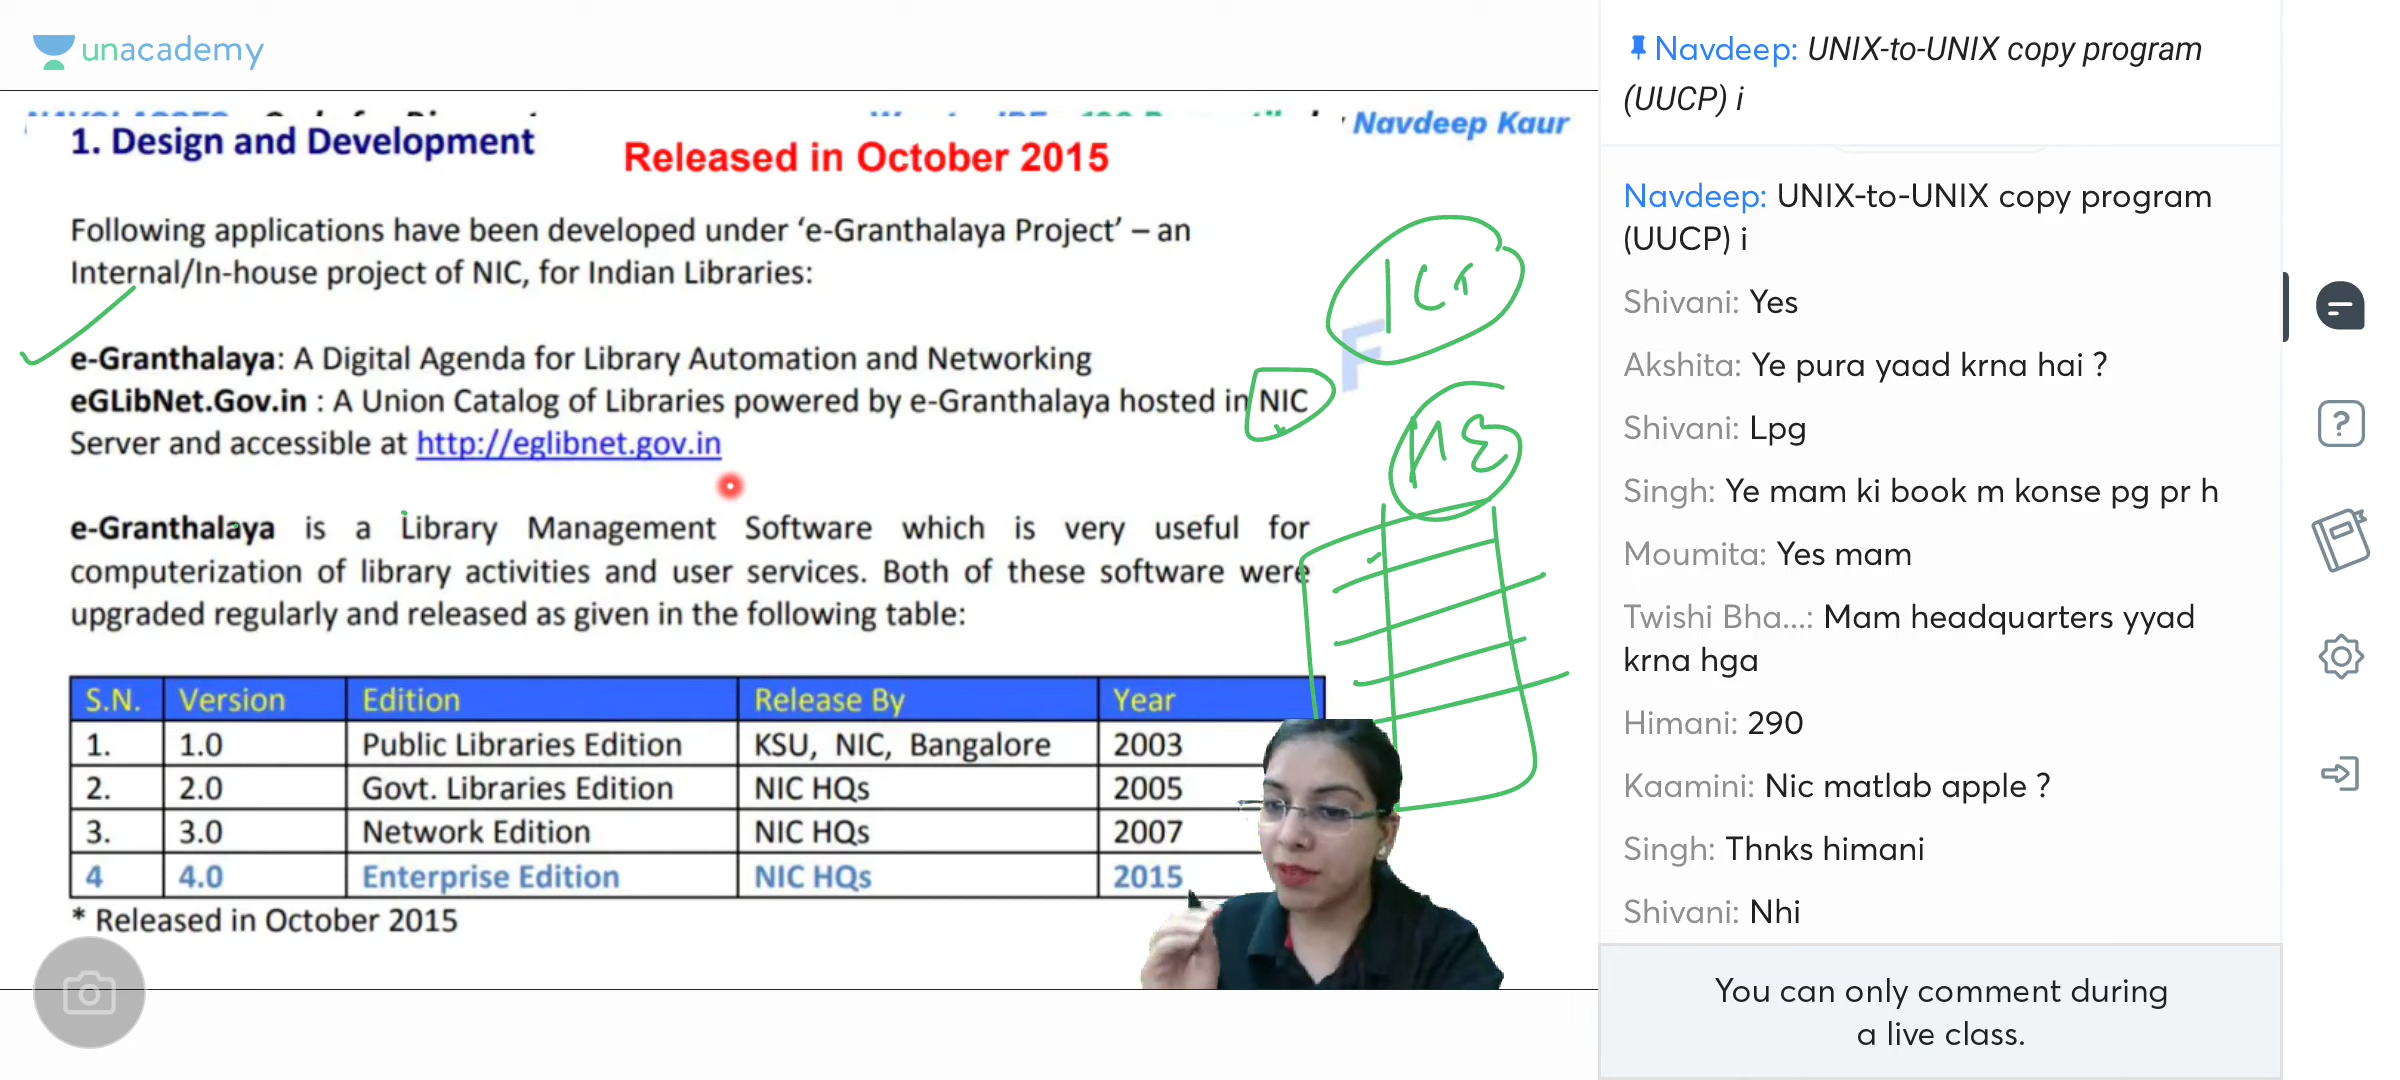 unacademy
Navdeep Kaur
1. Design and Development
Released in October 2015
Following applications have been developed under ‘e-Granthalaya Project’ – an
Internal/In-house project of NIC, for Indian Libraries:
e-Granthalaya: A Digital Agenda for Library Automation and Networking
eGLibNet.Gov.in : A Union Catalog of Libraries powered by e-Granthalaya hosted in NIC
Server and accessible at http://eglibnet.gov.in
e-Granthalaya is a Library Management Software which is very useful for
computerization of library activities and user services. Both of these software were
upgraded regularly and released as given in the following table:
S.N. Version Edition Release By Year
1. 1.0 Public Libraries Edition KSU, NIC, Bangalore 2003
2. 2.0 Govt. Libraries Edition NIC HQs 2005
3. 3.0 Network Edition NIC HQs 2007
4 4.0 Enterprise Edition NIC HQs 2015
* Released in October 2015
Navdeep: UNIX-to-UNIX copy program
(UUCP) i
Navdeep: UNIX-to-UNIX copy program
(UUCP) i
Shivani: Yes
Akshita: Ye pura yaad krna hai ?
Shivani: Lpg
Singh: Ye mam ki book m konse pg pr h
Moumita: Yes mam
Twishi Bha...: Mam headquarters yyad
krna hga
Himani: 290
Kaamini: Nic matlab apple ?
Singh: Thnks himani
Shivani: Nhi
You can only comment during
a live class.